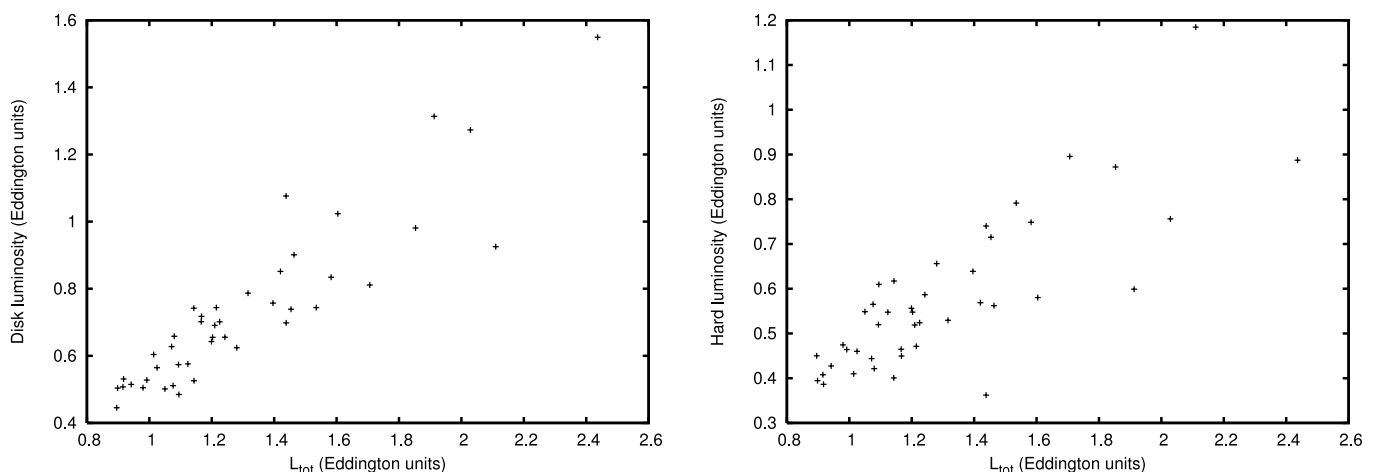 1.6
1.4
1.2
1
0.8
0.6
0.4
0.8 1 1.2 1.4 1.6 1.8 2 2.2 2.4 2.6
Disk luminosity (Eddington units)
Ltot (Eddington units)
1.2
1.1
1
0.9
0.8
0.7
0.6
0.5
0.4
0.3
0.8 1 1.2 1.4 1.6 1.8 2 2.2 2.4 2.6
Hard luminosity (Eddington units)
Ltot (Eddington units)